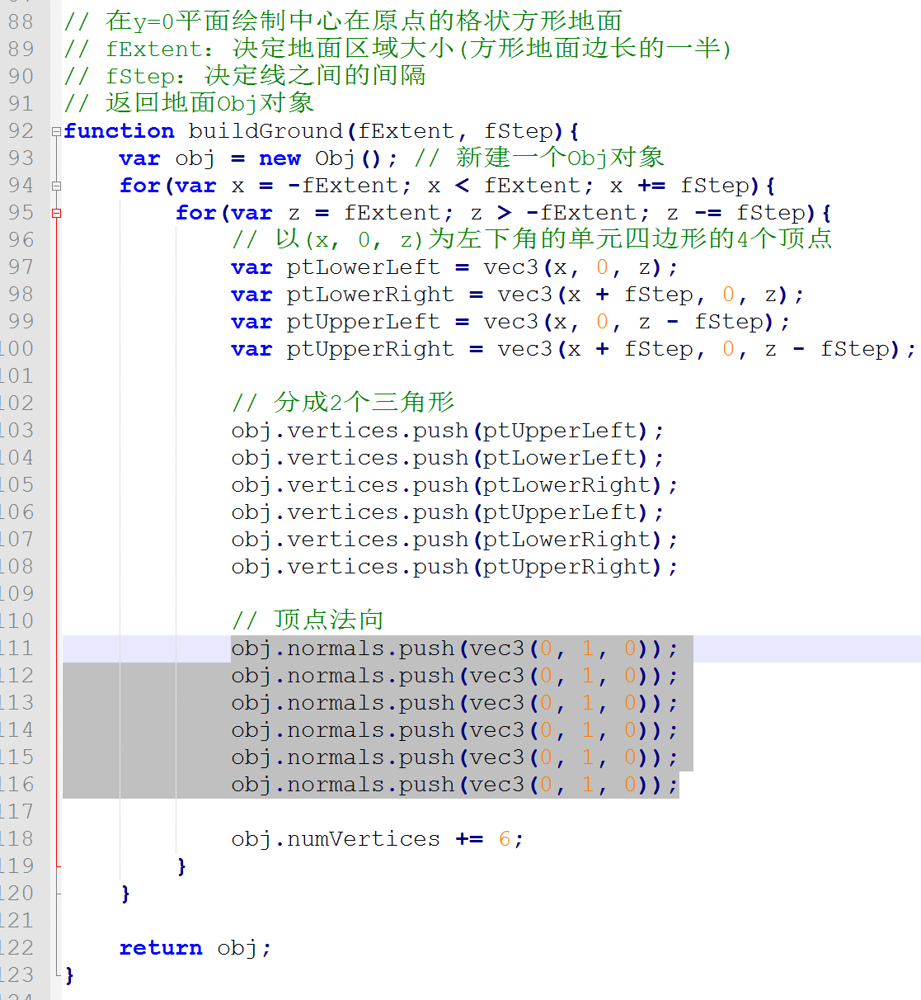 88 // 在y=0平面绘制中心在原点的格状方形地面
89 // fExtent: 决定地面区域大小(方形地面边长的一半)
90 // fStep: 决定线之间的间隔
91 // 返回地面Obj对象
92 function buildGround(fExtent, fStep){
93     var obj = new Obj(); // 新建一个Obj对象
94     for(var x = -fExtent; x < fExtent; x += fStep){
95         for(var z = fExtent; z > -fExtent; z -= fStep){
96             // 以(x, 0, z)为左下角的单元四边形的4个顶点
97             var ptLowerLeft = vec3(x, 0, z);
98             var ptLowerRight = vec3(x + fStep, 0, z);
99             var ptUpperLeft = vec3(x, 0, z - fStep);
100             var ptUpperRight = vec3(x + fStep, 0, z - fStep);
101
102             // 分成2个三角形
103             obj.vertices.push(ptUpperLeft);
104             obj.vertices.push(ptLowerLeft);
105             obj.vertices.push(ptLowerRight);
106             obj.vertices.push(ptUpperLeft);
107             obj.vertices.push(ptLowerRight);
108             obj.vertices.push(ptUpperRight);
109
110             // 顶点法向
111             obj.normals.push(vec3(0, 1, 0));
112             obj.normals.push(vec3(0, 1, 0));
113             obj.normals.push(vec3(0, 1, 0));
114             obj.normals.push(vec3(0, 1, 0));
115             obj.normals.push(vec3(0, 1, 0));
116             obj.normals.push(vec3(0, 1, 0));
117
118             obj.numVertices += 6;
119         }
120     }
121
122     return obj;
123 }